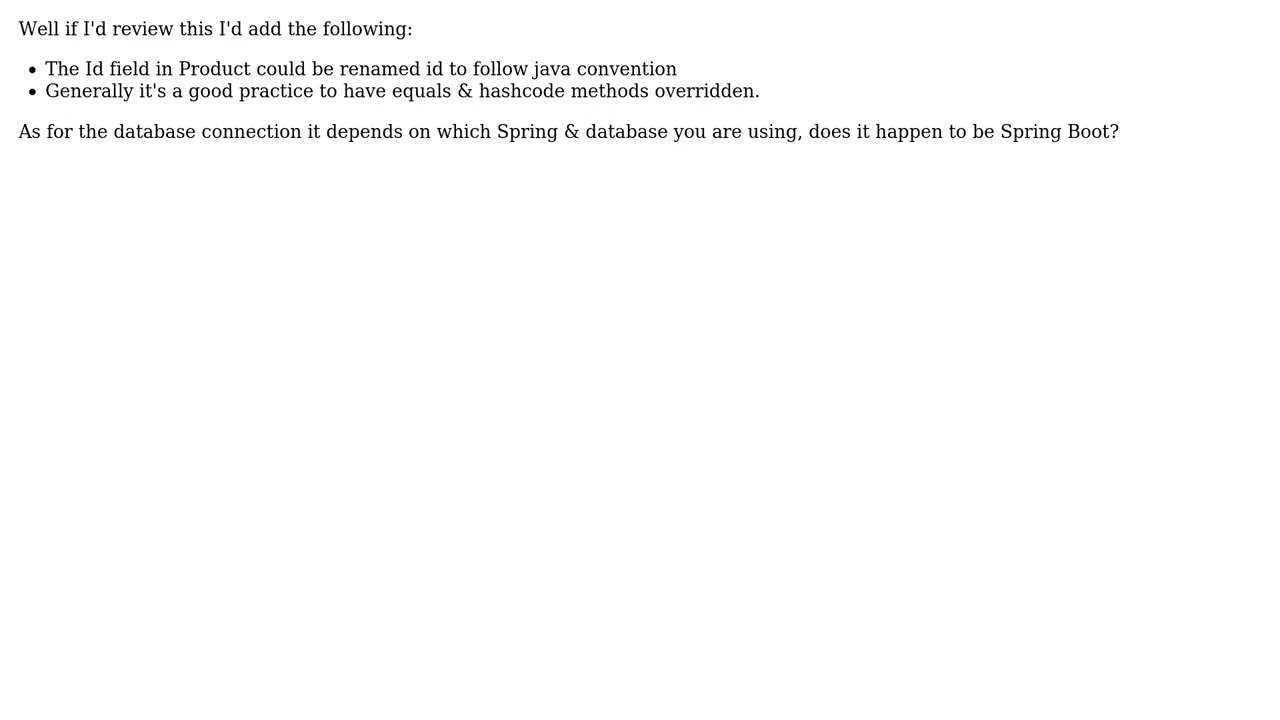 Well if I'd review this I'd add the following:
• The Id field in Product could be renamed id to follow java convention
• Generally it's a good practice to have equals & hashcode methods overridden.
As for the database connection it depends on which Spring & database you are using, does it happen to be Spring Boot?